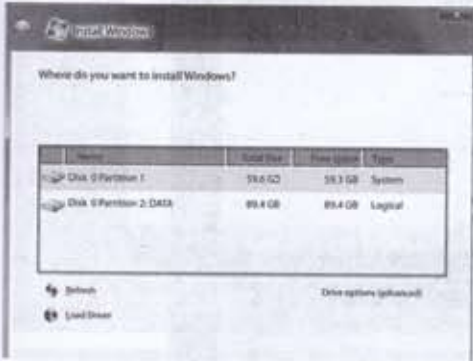 Install Windows
Where do you want to install Windows?
Name Total Size Free space Type
Disk 0 Partition 1 59.6 GB 59.3 GB System
Disk 0 Partition 2: DATA 89.4 GB 89.4 GB Logical
Refresh Drive options (advanced)
Load Driver